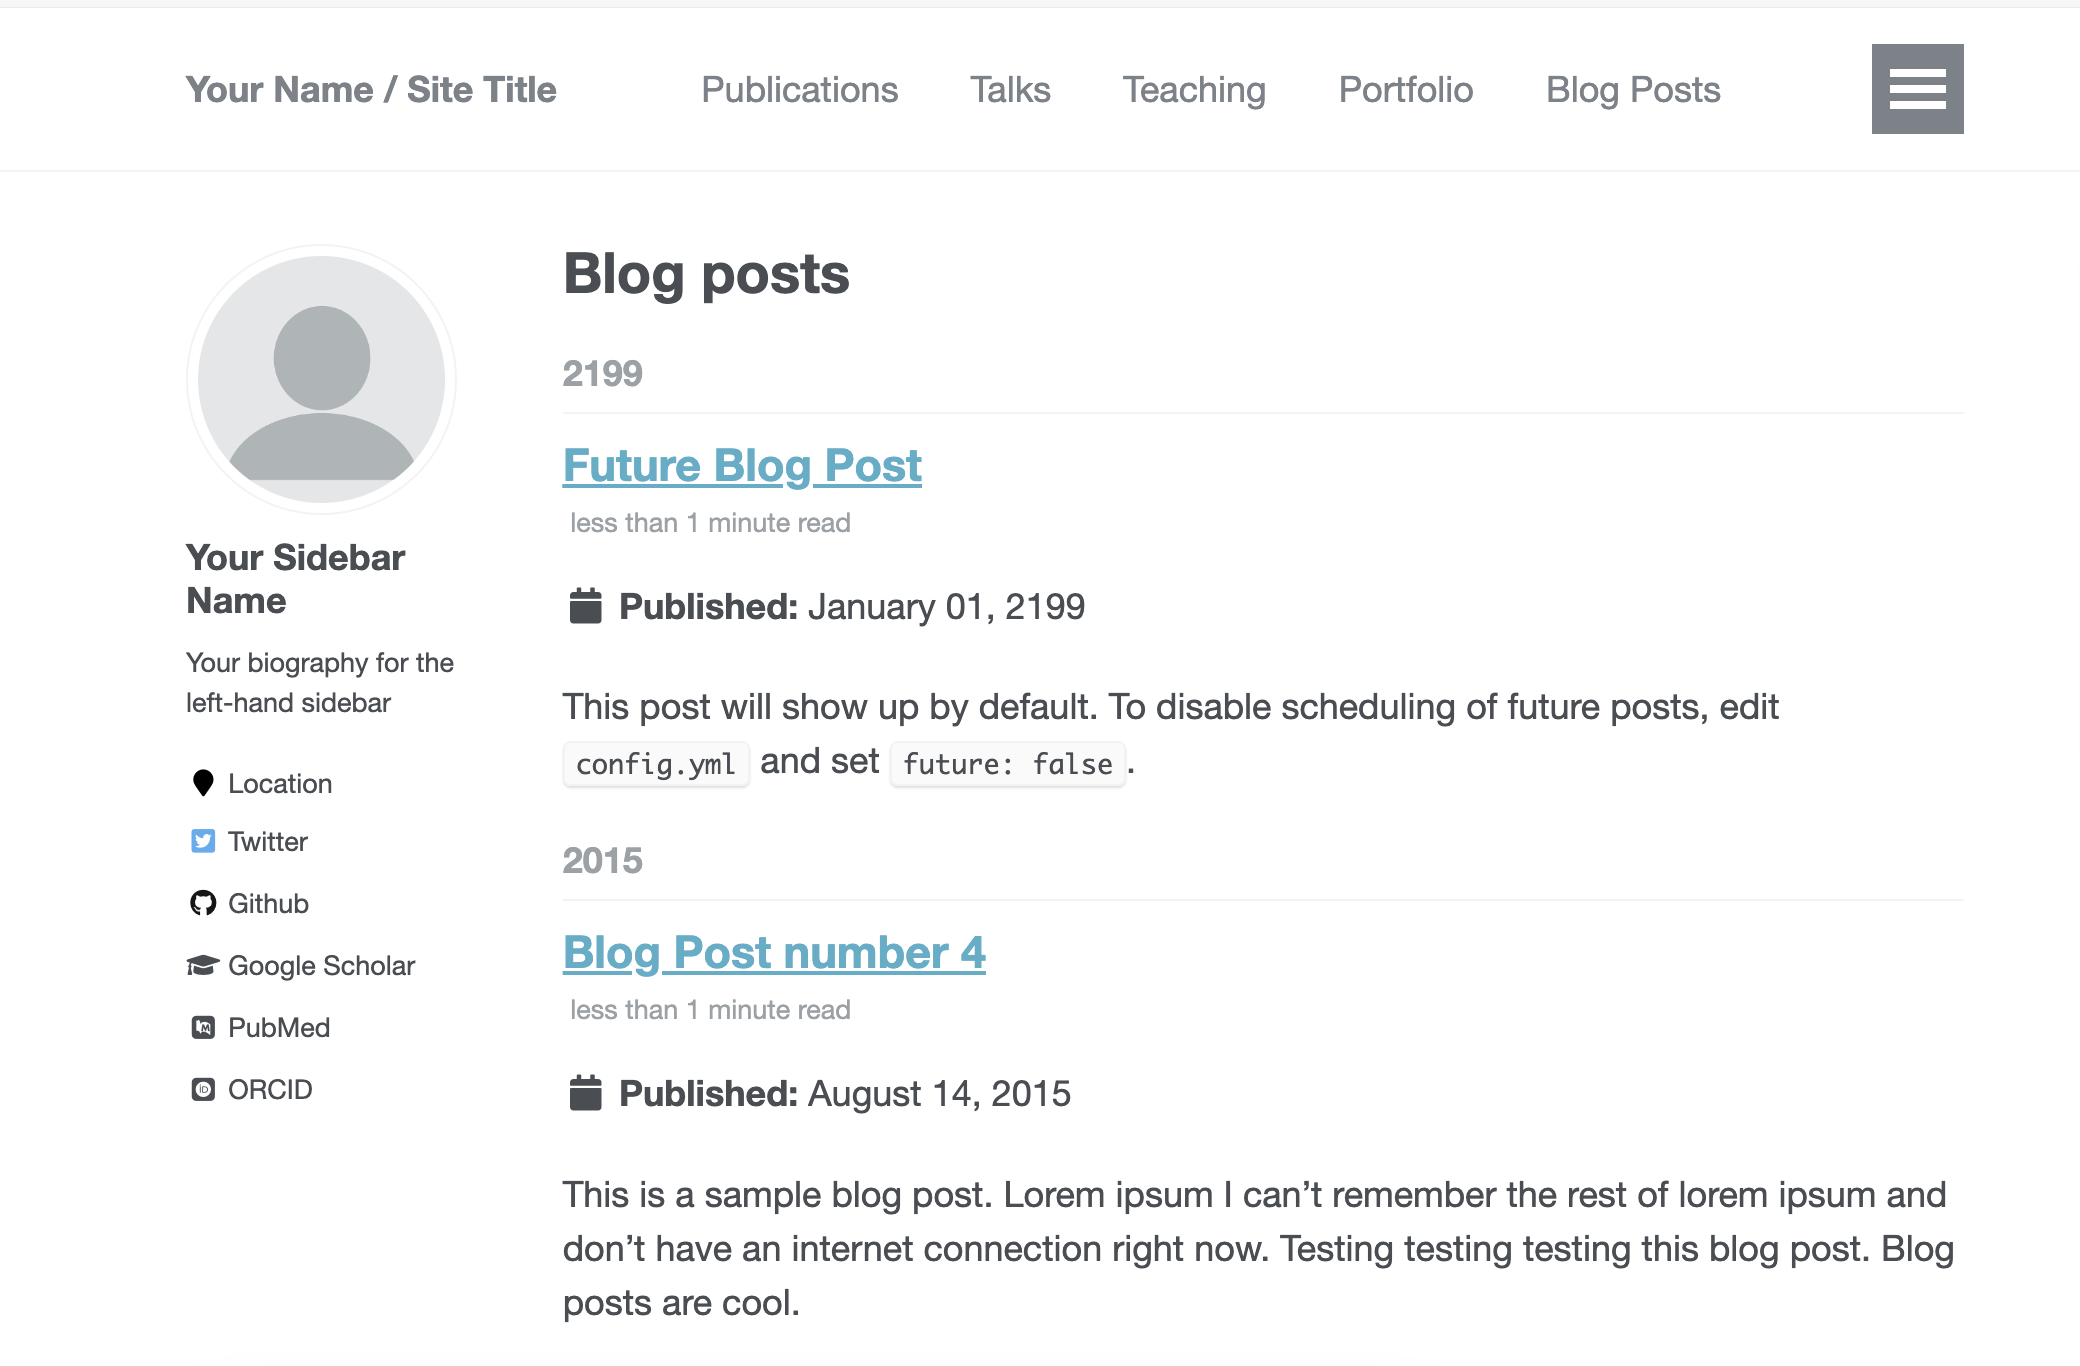 Your Name / Site Title
Publications
Talks
Teaching
Portfolio
Blog Posts
Your Sidebar
Name
Your biography for the
left-hand sidebar
Location
Twitter
Github
Google Scholar
PubMed
ORCID
Blog posts
2199
Future Blog Post
less than 1 minute read
Published: January 01, 2199
This post will show up by default. To disable scheduling of future posts, edit
config.yml and set future: false.
2015
Blog Post number 4
less than 1 minute read
Published: August 14, 2015
This is a sample blog post. Lorem ipsum I can’t remember the rest of lorem ipsum and
don’t have an internet connection right now. Testing testing testing this blog post. Blog
posts are cool.